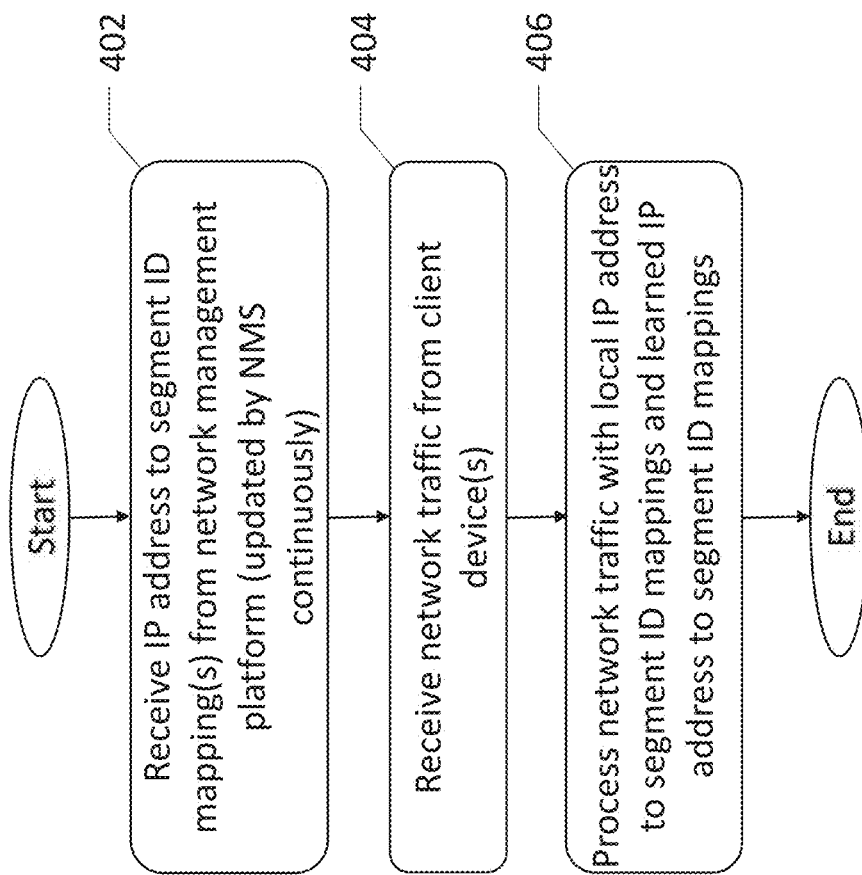 Start
402
Receive IP address to segment ID
mapping(s) from network management
platform (updated by NMS
continuously)
404
Receive network traffic from client
device(s)
406
Process network traffic with local IP address
to segment ID mappings and learned IP
address to segment ID mappings
End